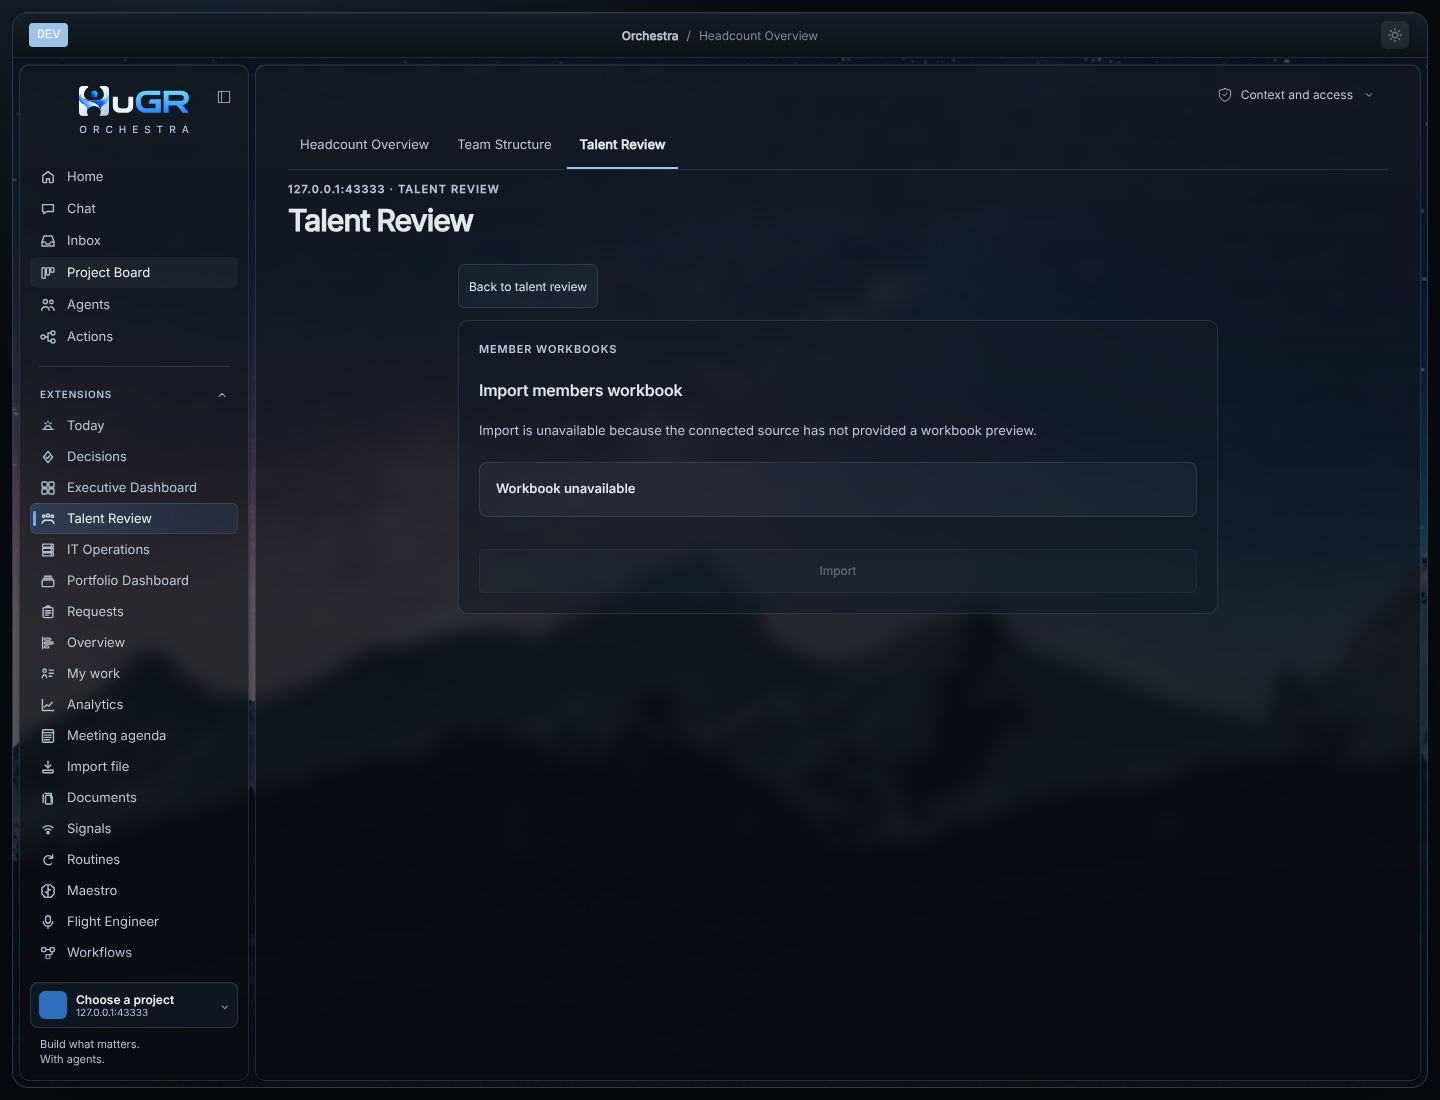 DEV
Orchestra / Headcount Overview
HuGR
ORCHESTRA
Context and access
Home
Chat
Inbox
Project Board
Agents
Actions
EXTENSIONS
Today
Decisions
Executive Dashboard
Talent Review
IT Operations
Portfolio Dashboard
Requests
Overview
My work
Analytics
Meeting agenda
Import file
Documents
Signals
Routines
Maestro
Flight Engineer
Workflows
Choose a project
127.0.0.1:43333
Build what matters.
With agents.
Headcount Overview
Team Structure
Talent Review
127.0.0.1:43333 · TALENT REVIEW
Talent Review
Back to talent review
MEMBER WORKBOOKS
Import members workbook
Import is unavailable because the connected source has not provided a workbook preview.
Workbook unavailable
Import